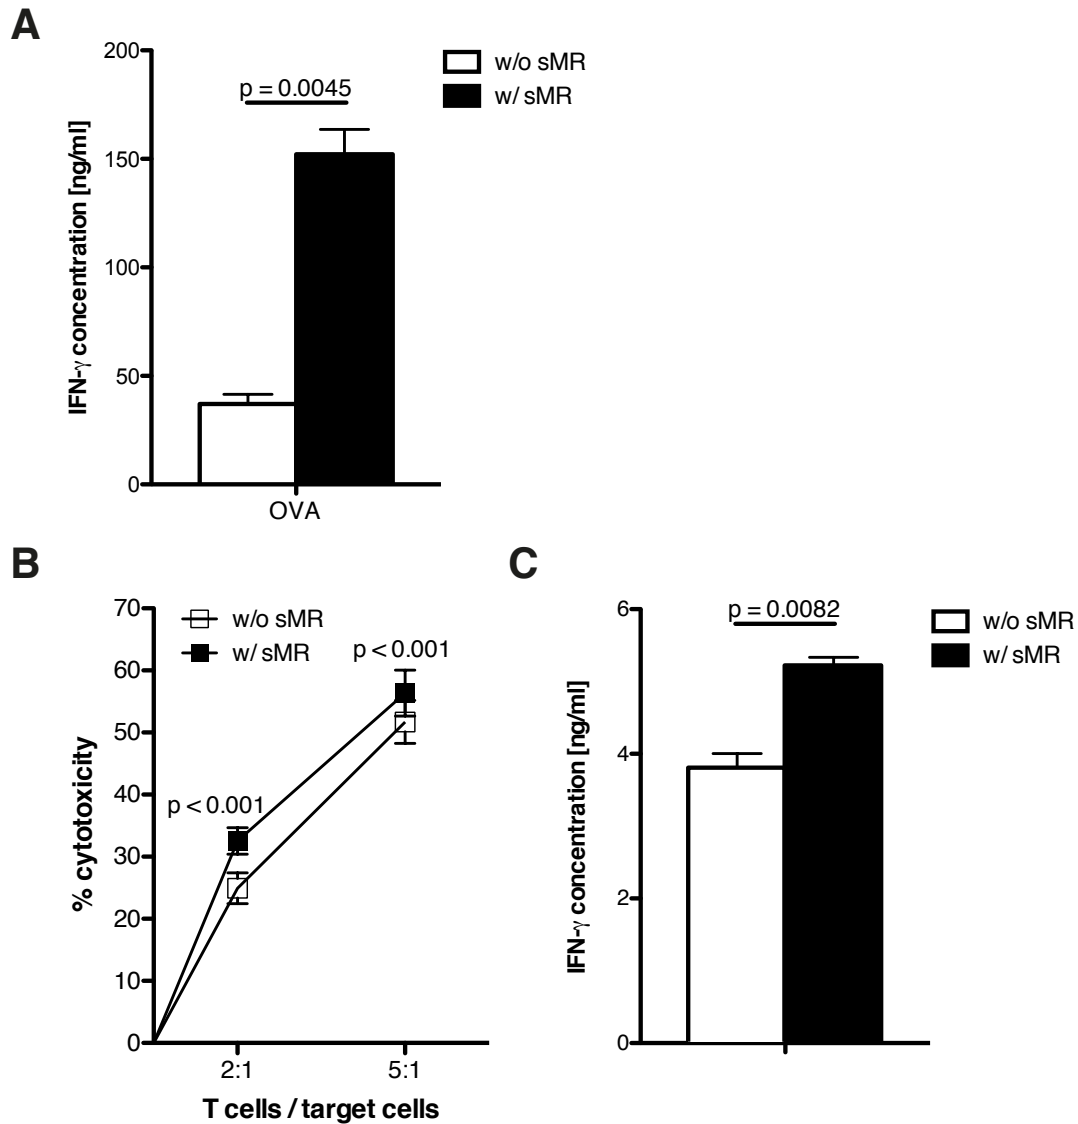 A
200
150
100
50
0
IFN-γ concentration [ng/ml]
p = 0.0045
w/o sMR
w/ sMR
OVA
B
70
60
50
40
30
20
10
0
% cytotoxicity
w/o sMR
w/ sMR
p < 0.001
p < 0.001
2:1
5:1
T cells / target cells
C
6
4
2
0
IFN-γ concentration [ng/ml]
p = 0.0082
w/o sMR
w/ sMR